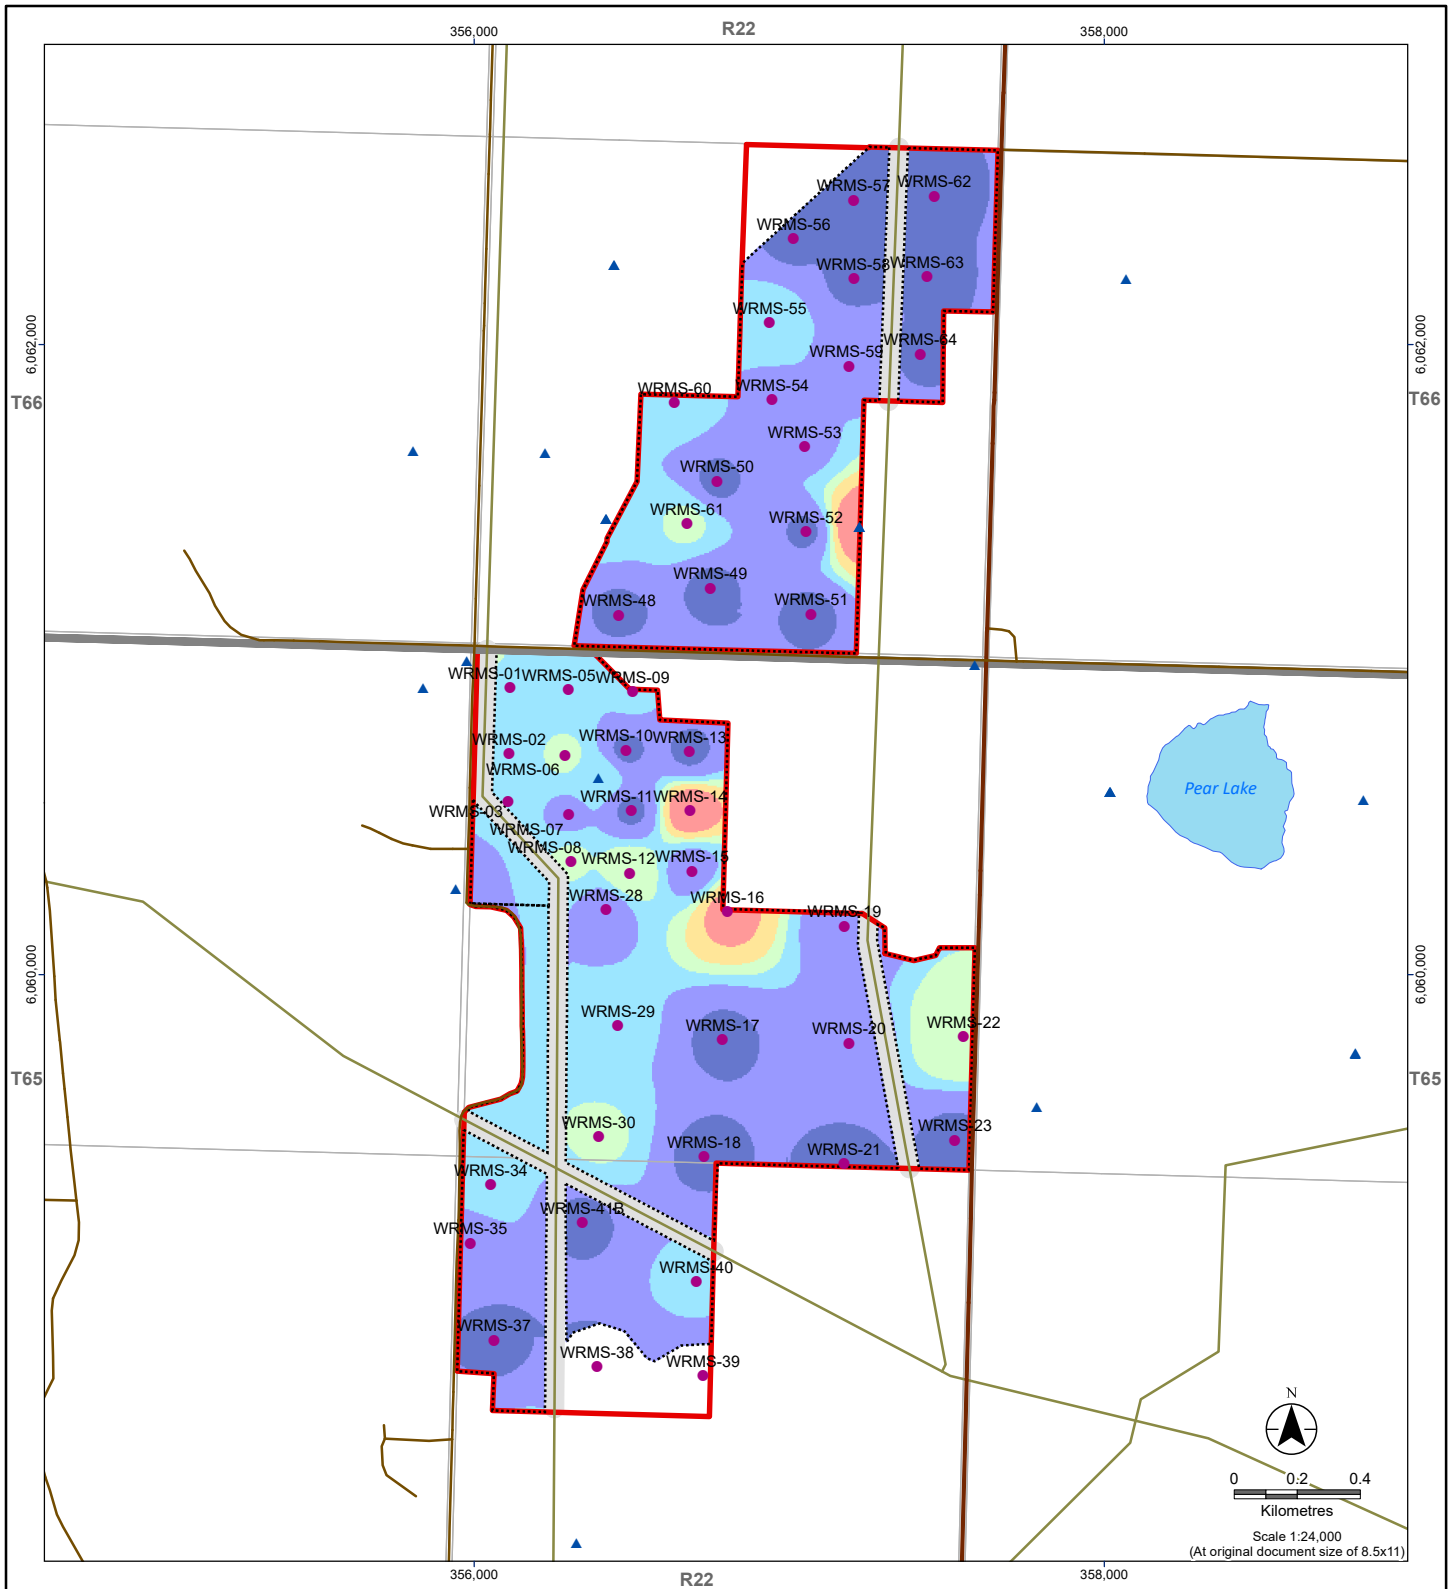 R22
356,000
358,000
WRMS-57
WRMS-62
WRMS-56
WRMS-58
WRMS-63
WRMS-55
6,062,000
6,062,000
WRMS-64
WRMS-59
T66
T66
WRMS-60
WRMS-54
WRMS-53
WRMS-50
WRMS-61
WRMS-52
WRMS-49
WRMS-48
WRMS-51
WRMS-01
WRMS-05
WRMS-09
WRMS-02
WRMS-10
WRMS-13
WRMS-06
Pear Lake
WRMS-11
WRMS-14
WRMS-03
WRMS-07
WRMS-08
WRMS-12
WRMS-15
WRMS-28
WRMS-16
WRMS-19
6,060,000
6,060,000
WRMS-29
WRMS-17
WRMS-20
WRMS-22
T65
T65
WRMS-30
WRMS-18
WRMS-21
WRMS-23
WRMS-34
WRMS-41B
WRMS-35
WRMS-40
WRMS-37
WRMS-38
WRMS-39
N
0 0.2 0.4
Kilometres
Scale 1:24,000
(At original document size of 8.5x11)
356,000
R22
358,000